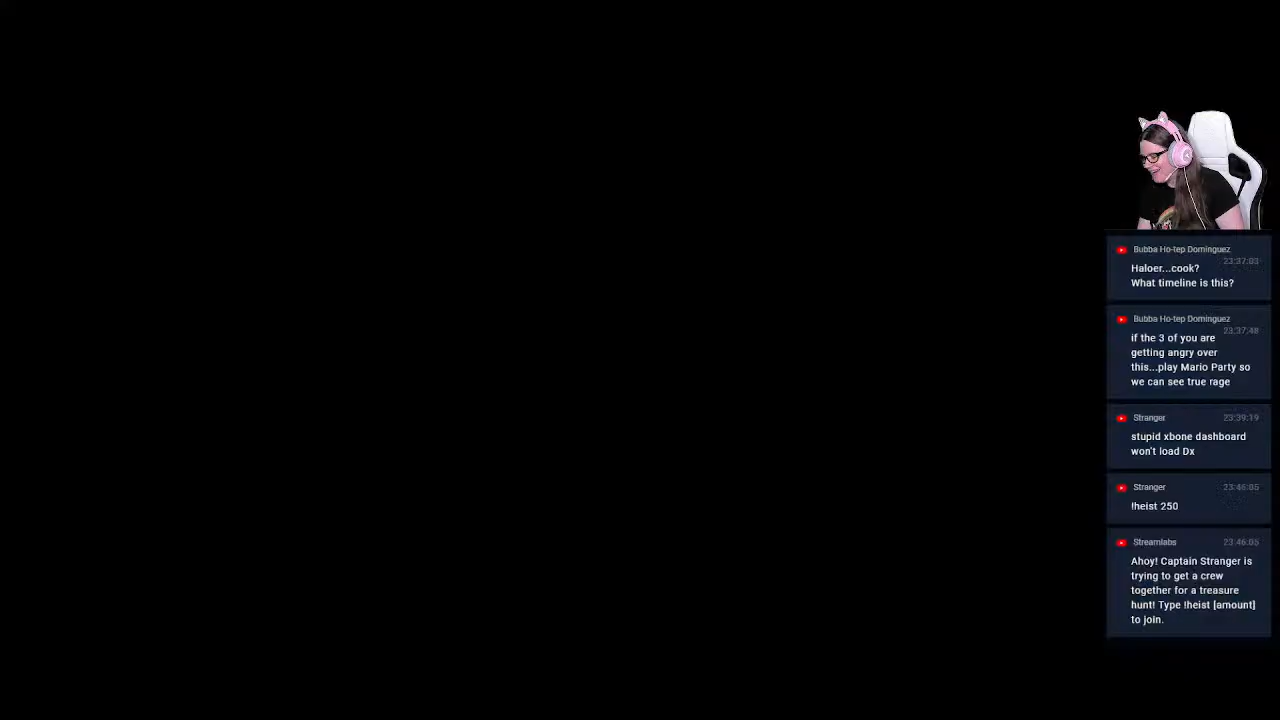 Bubba Ho-tep Dominguez
23:37:03
Haloer...cook?
What timeline is this?
Bubba Ho-tep Dominguez
23:37:48
if the 3 of you are
getting angry over
this...play Mario Party so
we can see true rage
Stranger 23:39:19
stupid xbone dashboard
won't load Dx
Stranger 23:46:05
!heist 250
Streamlabs 23:46:05
Ahoy! Captain Stranger is
trying to get a crew
together for a treasure
hunt! Type !heist [amount]
to join.